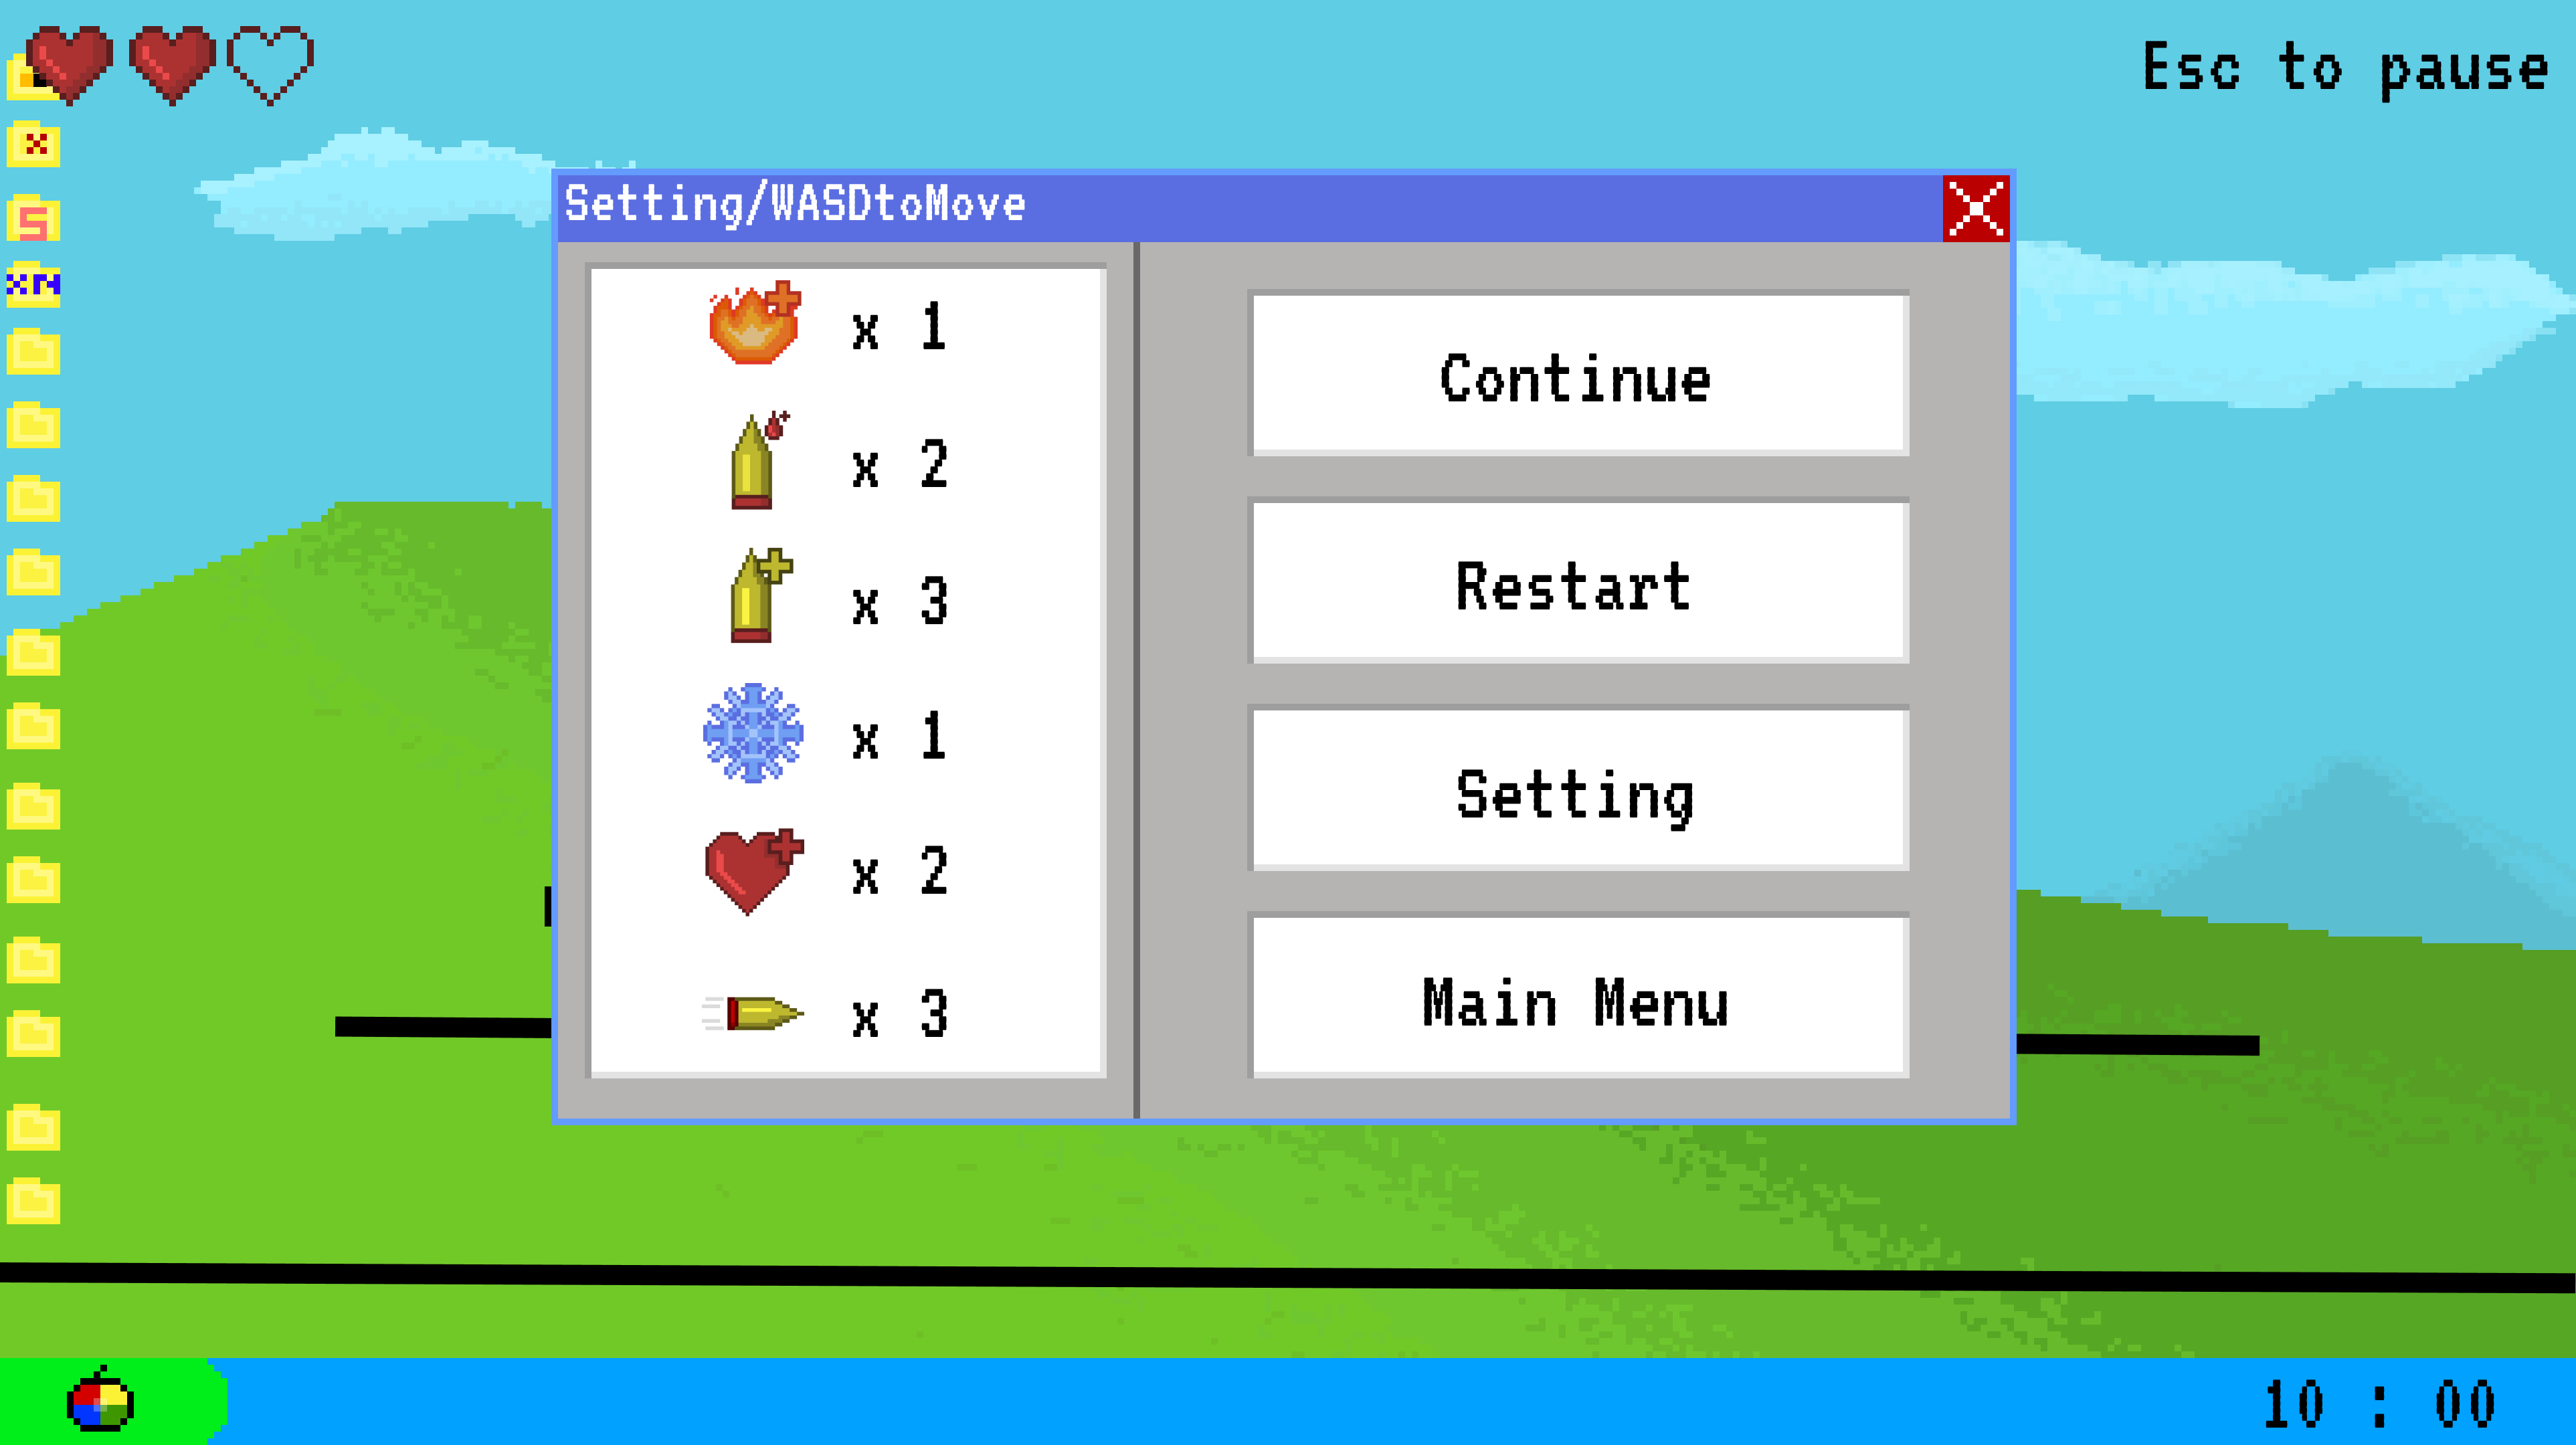 Esc to pause
x
S
Setting/WASDtoMove
x 1
x 2
x 3
x 1
x 2
x 3
Continue
Restart
Setting
Main Menu
10 : 00